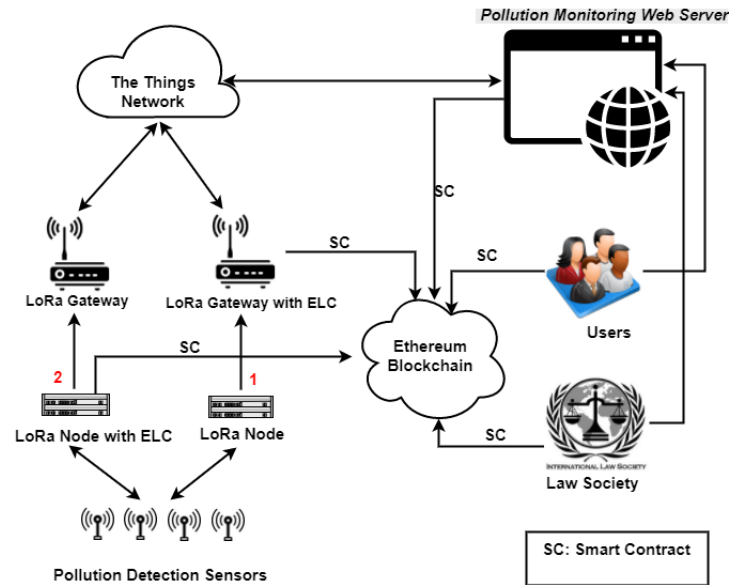 Pollution Monitoring Web Server
The Things
Network
SC
SC
SC
LoRa Gateway
LoRa Gateway with ELC
Users
SC
Ethereum
Blockchain
2
1
LoRa Node with ELC
LoRa Node
SC
INTERNATIONAL LAW SOCIETY
Law Society
SC: Smart Contract
Pollution Detection Sensors